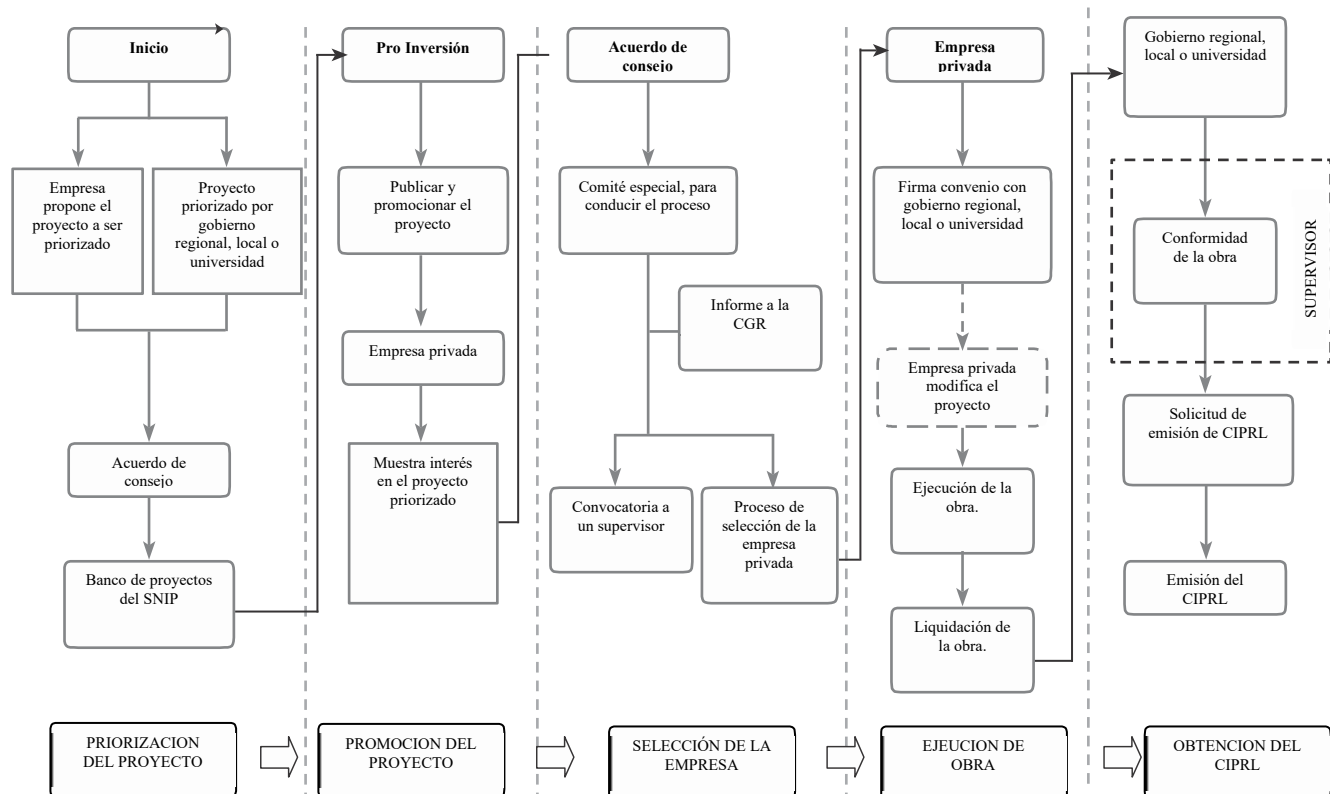 Inicio
Empresa
propone el
proyecto a ser
priorizado
Proyecto
priorizado por
gobierno
regional, local o
universidad
Acuerdo de
consejo
Banco de proyectos
del SNIP
Pro Inversión
Publicar y
promocionar el
proyecto
Empresa privada
Muestra interés
en el proyecto
priorizado
Acuerdo de
consejo
Comité especial, para
conducir el proceso
Informe a la
CGR
Convocatoria a
un supervisor
Proceso de
selección de la
empresa
privada
Empresa
privada
Firma convenio con
gobierno regional,
local o universidad
Empresa privada
modifica el
proyecto
Ejecución de la
obra.
Liquidación de
la obra.
Gobierno regional,
local o universidad
Conformidad
de la obra
SUPERVISOR
Solicitud de
emisión de CIPRL
Emisión del
CIPRL
PRIORIZACION
DEL PROYECTO
PROMOCION DEL
PROYECTO
SELECCIÓN DE LA
EMPRESA
EJECUCION DE
OBRA
OBTENCION DEL
CIPRL